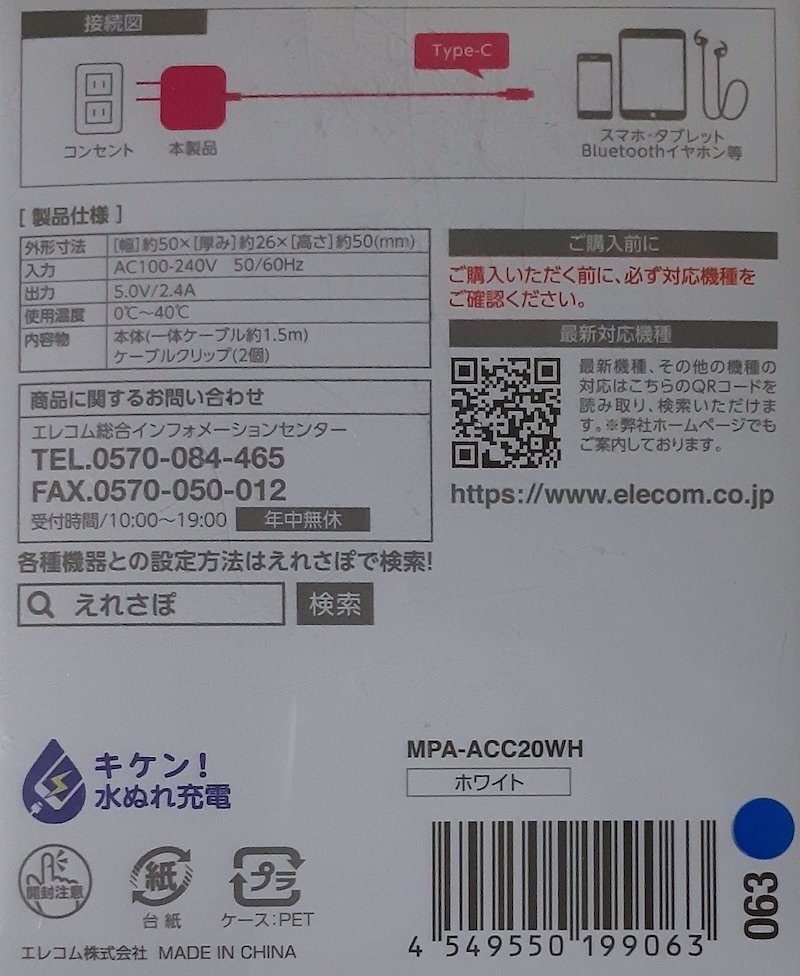 接続図
Type-C
コンセント
本製品
スマホ・タブレット
Bluetoothイヤホン等
[ 製品仕様 ]
外形寸法 [幅]約50×[厚み]約26×[高さ]約50(mm)
入力 AC100-240V 50/60Hz
出力 5.0V/2.4A
使用温度 0℃～40℃
内容物 本体(一体ケーブル約1.5m)
ケーブルクリップ(2個)
商品に関するお問い合わせ
エレコム総合インフォメーションセンター
TEL.0570-084-465
FAX.0570-050-012
受付時間/10:00～19:00 年中無休
各種機器との設定方法はえれさぽで検索!
えれさぽ 検索
ご購入前に
ご購入いただく前に、必ず対応機種を
ご確認ください。
最新対応機種
最新機種、その他の機種の
対応はこちらのQRコードを
読み取り、検索いただけま
す。※弊社ホームページでも
ご案内しております。
https://www.elecom.co.jp
キケン!
水ぬれ充電
MPA-ACC20WH
ホワイト
開封注意
紙
台紙
プラ
ケース:PET
エレコム株式会社 MADE IN CHINA
4 549550 199063
063